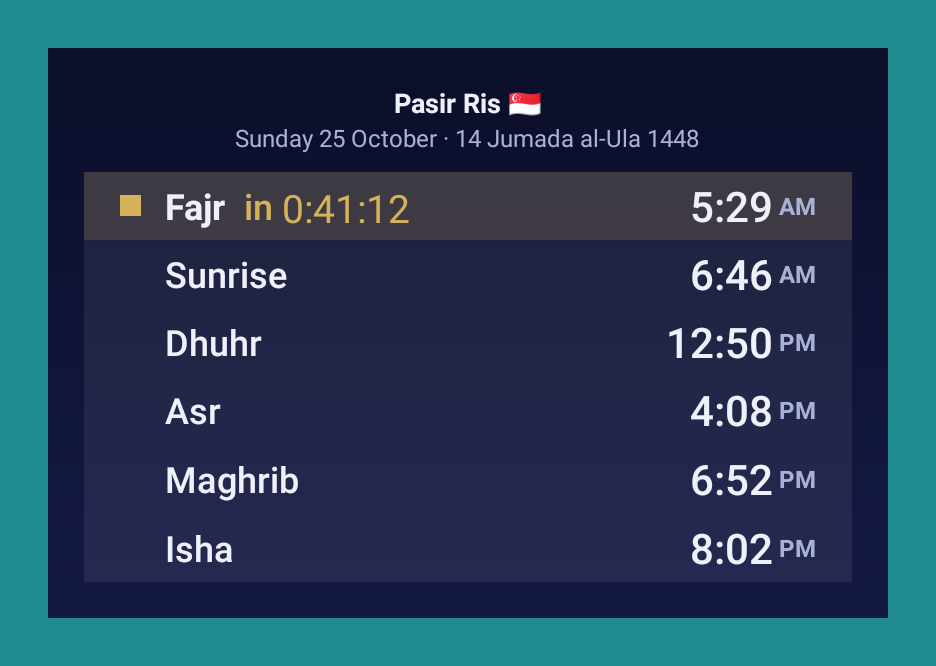 Pasir Ris 🇸🇬
Sunday 25 October · 14 Jumada al-Ula 1448
Fajr in 0:41:12 5:29 AM
Sunrise 6:46 AM
Dhuhr 12:50 PM
Asr 4:08 PM
Maghrib 6:52 PM
Isha 8:02 PM